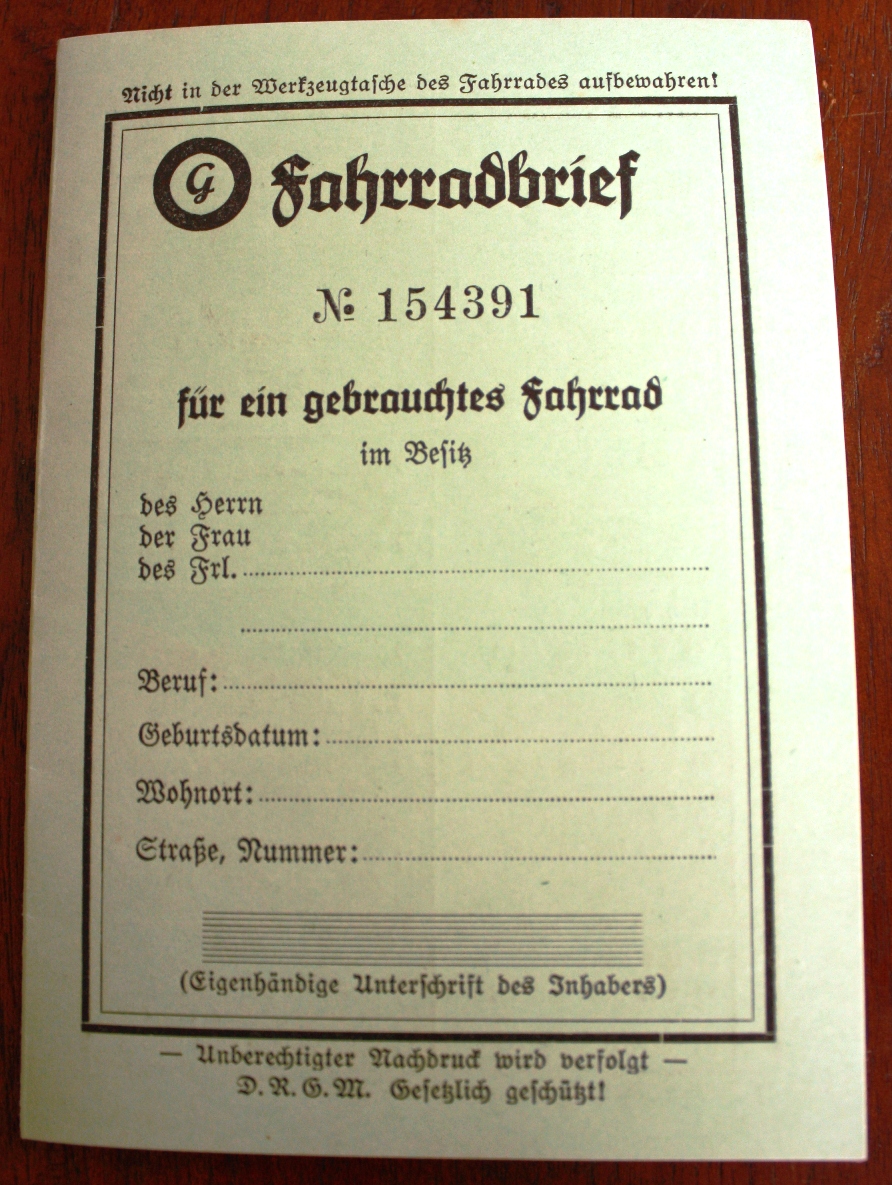 Nicht in der Werkzeugtasche des Fahrrades aufbewahren!
G Fahrradbrief
№ 154391
für ein gebrauchtes Fahrrad
im Besitz
des Herrn
der Frau
des Frl.
Beruf:
Geburtsdatum:
Wohnort:
Straße, Nummer:
(Eigenhändige Unterschrift des Inhabers)
— Unberechtigter Nachdruck wird verfolgt —
D. R. G. M. Gesetzlich geschützt!